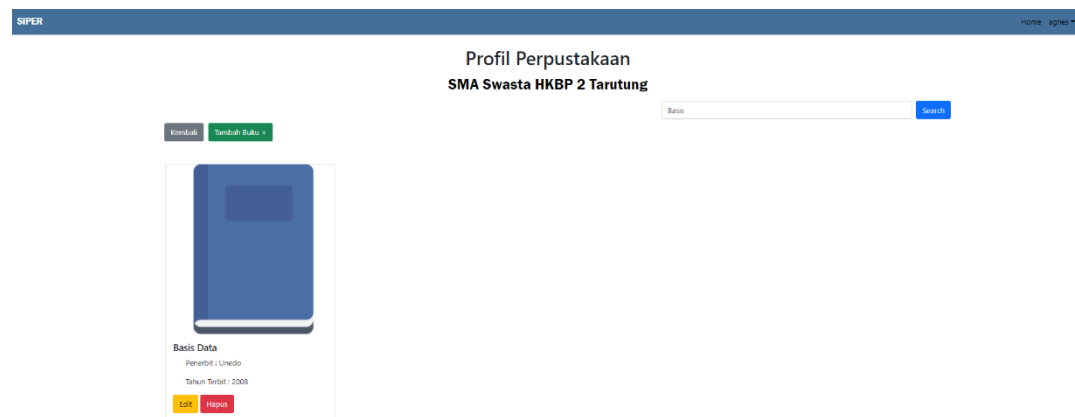 SIPER Home agnes
Profil Perpustakaan
SMA Swasta HKBP 2 Tarutung
Basis Search
Kembali Tambah Buku +
Basis Data
Penerbit : Unedo
Tahun Terbit : 2008
Edit Hapus